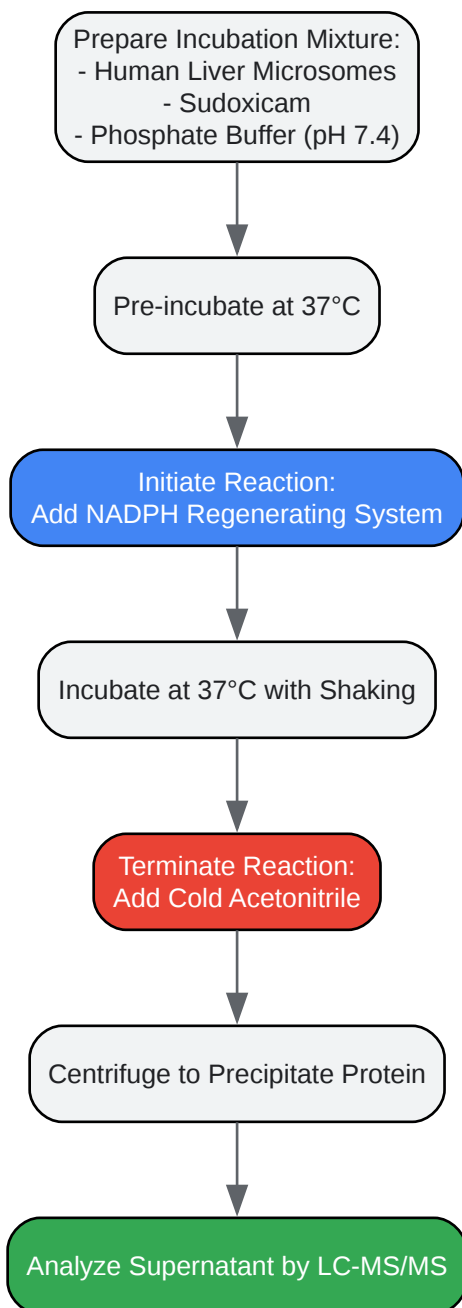 Prepare Incubation Mixture:
- Human Liver Microsomes
- Sudoxicam
- Phosphate Buffer (pH 7.4)
Pre-incubate at 37°C
Initiate Reaction:
Add NADPH Regenerating System
Incubate at 37°C with Shaking
Terminate Reaction:
Add Cold Acetonitrile
Centrifuge to Precipitate Protein
Analyze Supernatant by LC-MS/MS